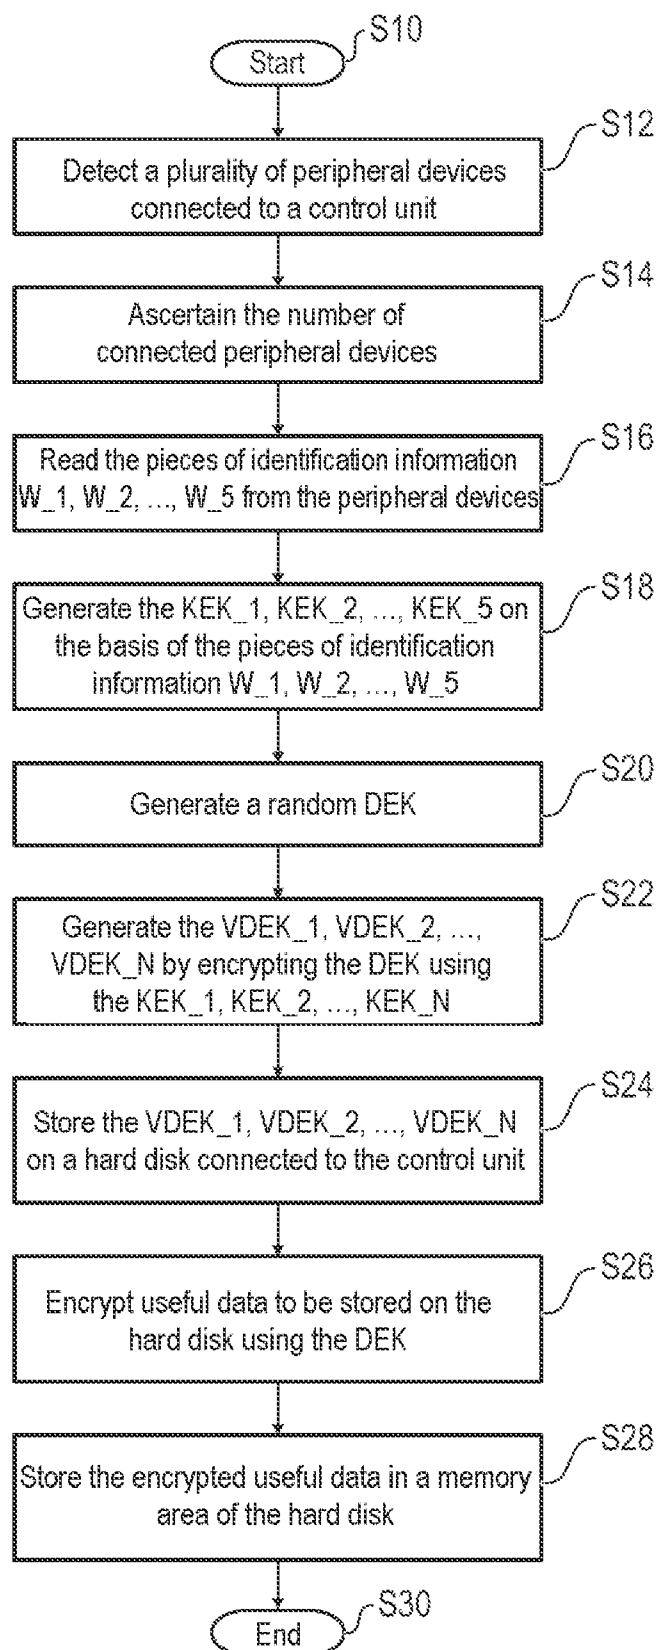 S10
Start
S12
Detect a plurality of peripheral devices
connected to a control unit
S14
Ascertain the number of
connected peripheral devices
S16
Read the pieces of identification information
W_1, W_2, ..., W_5 from the peripheral devices
S18
Generate the KEK_1, KEK_2, ..., KEK_5 on
the basis of the pieces of identification
information W_1, W_2, ..., W_5
S20
Generate a random DEK
S22
Generate the VDEK_1, VDEK_2, ...,
VDEK_N by encrypting the DEK using
the KEK_1, KEK_2, ..., KEK_N
S24
Store the VDEK_1, VDEK_2, ..., VDEK_N
on a hard disk connected to the control unit
S26
Encrypt useful data to be stored on the
hard disk using the DEK
S28
Store the encrypted useful data in a memory
area of the hard disk
S30
End